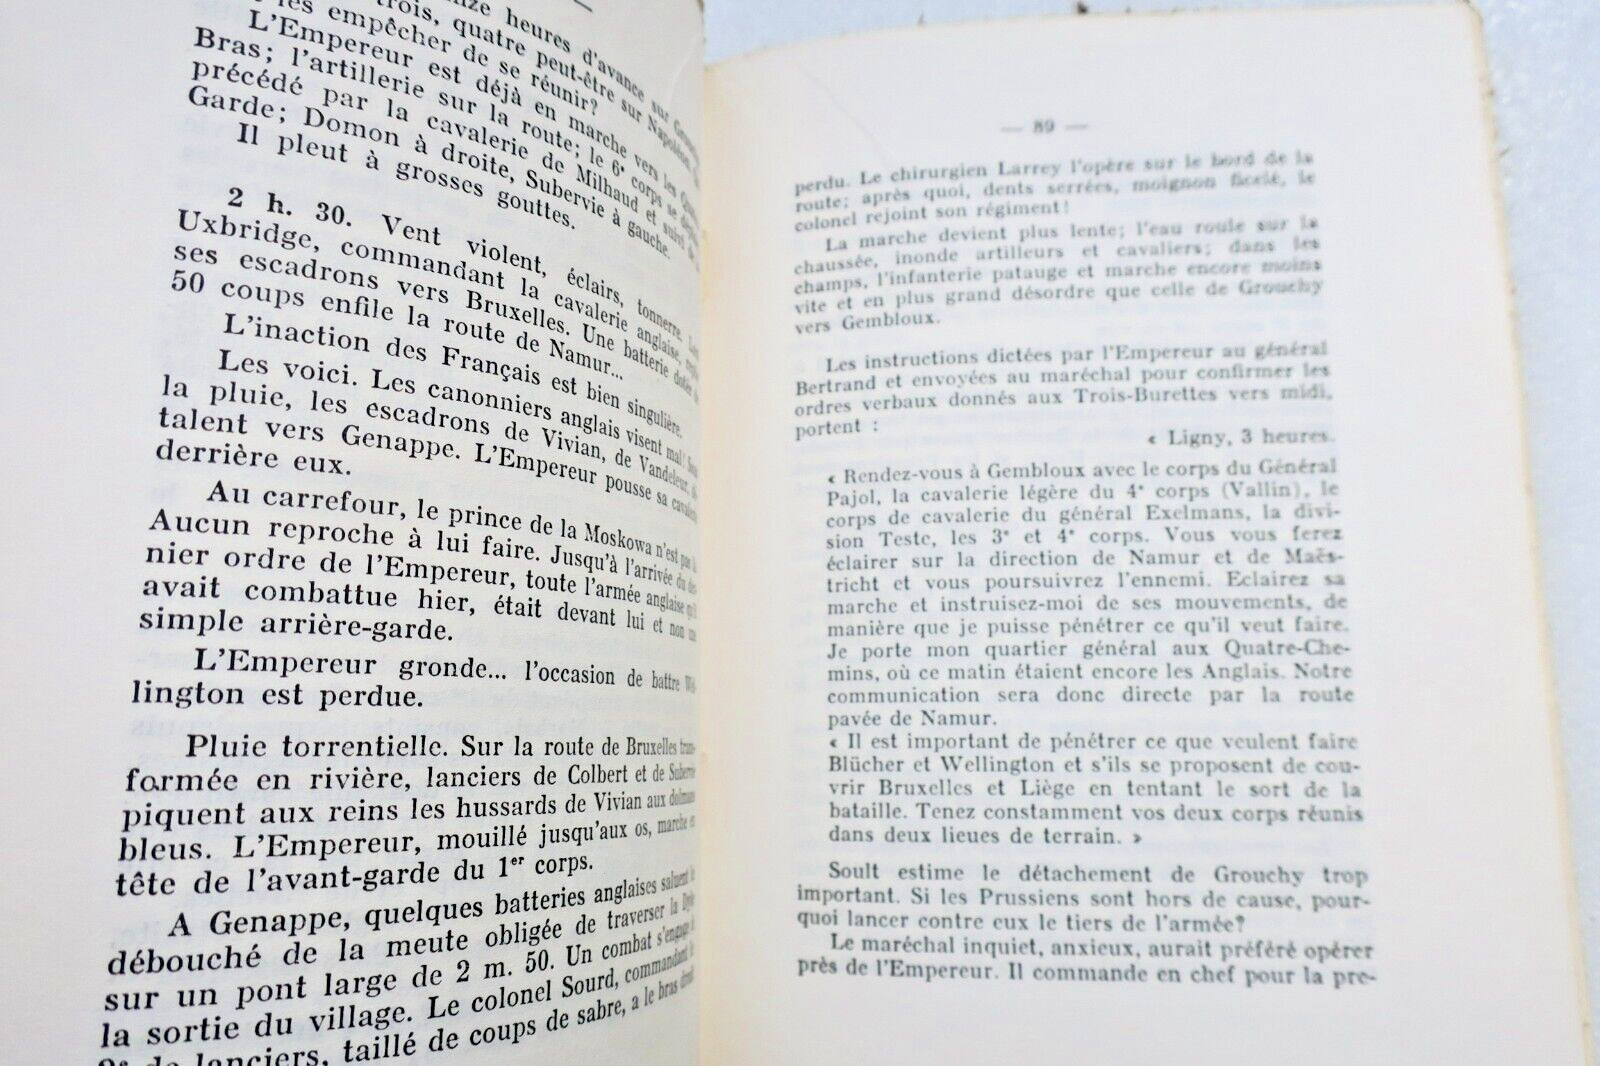 heures d'avance sur
trois, quatre peut-être sur Napoléon,
les empêcher de se réunir?
L'Empereur est déjà en marche vers les
Bras; l'artillerie sur la route; le 6e corps se
précédé par la cavalerie de Milhaud et suivi de la
Garde; Domon à droite, Subervie à gauche.
Il pleut à grosses gouttes.
2 h. 30. Vent violent, éclairs, tonnerre.
Uxbridge, commandant la cavalerie anglaise,
ses escadrons vers Bruxelles. Une batterie
50 coups enfile la route de Namur...
L'inaction des Français est bien singulière.
Les voici. Les canonniers anglais visent mal!
la pluie, les escadrons de Vivian, de Vandeleur,
talent vers Genappe. L'Empereur pousse sa cavalerie
derrière eux.
Au carrefour, le prince de la Moskowa n'est pas
Aucun reproche à lui faire. Jusqu'à l'arrivée du der-
nier ordre de l'Empereur, toute l'armée anglaise qu'il
avait combattue hier, était devant lui et non une
simple arrière-garde.
L'Empereur gronde... l'occasion de battre Wel-
lington est perdue.
Pluie torrentielle. Sur la route de Bruxelles trans-
formée en rivière, lanciers de Colbert et de Subervie
piquent aux reins les hussards de Vivian aux dolmans
bleus. L'Empereur, mouillé jusqu'aux os, marche en
tête de l'avant-garde du 1er corps.
A Genappe, quelques batteries anglaises saluent le
débouché de la meute obligée de traverser la Dyle
sur un pont large de 2 m. 50. Un combat s'engage à
la sortie du village. Le colonel Sourd, commandant le
2e de lanciers, taillé de coups de sabre, a le bras droit
— 89 —
perdu. Le chirurgien Larrey l'opère sur le bord de la
route; après quoi, dents serrées, moignon ficelé, le
colonel rejoint son régiment!
La marche devient plus lente; l'eau roule sur la
chaussée, inonde artilleurs et cavaliers; dans les
champs, l'infanterie patauge et marche encore moins
vite et en plus grand désordre que celle de Grouchy
vers Gembloux.
Les instructions dictées par l'Empereur au général
Bertrand et envoyées au maréchal pour confirmer les
ordres verbaux donnés aux Trois-Burettes vers midi,
portent :
« Ligny, 3 heures.
« Rendez-vous à Gembloux avec le corps du Général
Pajol, la cavalerie légère du 4e corps (Vallin), le
corps de cavalerie du général Exelmans, la divi-
sion Teste, les 3e et 4e corps. Vous vous ferez
éclairer sur la direction de Namur et de Maës-
tricht et vous poursuivrez l'ennemi. Eclairez sa
marche et instruisez-moi de ses mouvements, de
manière que je puisse pénétrer ce qu'il veut faire.
Je porte mon quartier général aux Quatre-Che-
mins, où ce matin étaient encore les Anglais. Notre
communication sera donc directe par la route
pavée de Namur.
« Il est important de pénétrer ce que veulent faire
Blücher et Wellington et s'ils se proposent de cou-
vrir Bruxelles et Liège en tentant le sort de la
bataille. Tenez constamment vos deux corps réunis
dans deux lieues de terrain. »
Soult estime le détachement de Grouchy trop
important. Si les Prussiens sont hors de cause, pour-
quoi lancer contre eux le tiers de l'armée?
Le maréchal inquiet, anxieux, aurait préféré opérer
près de l'Empereur. Il commande en chef pour la pre-